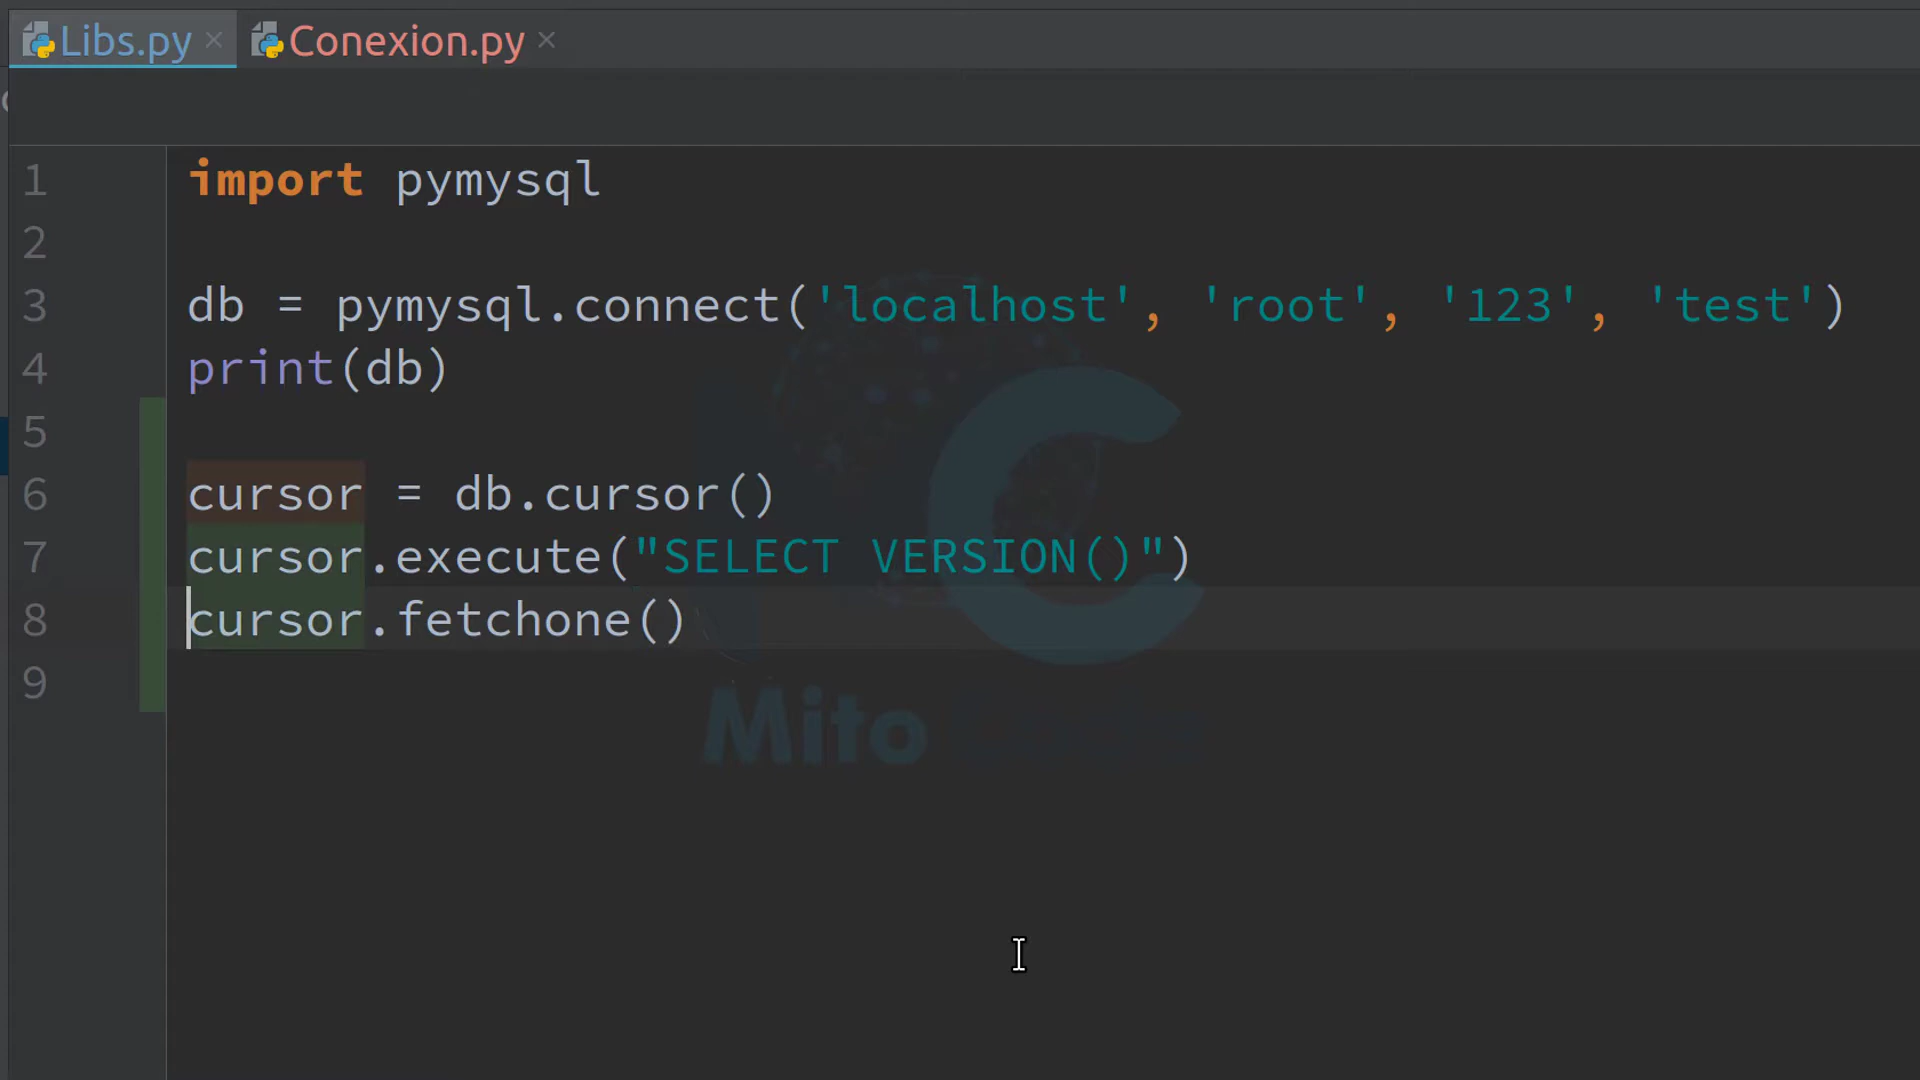 Libs.py Conexion.py
1 import pymysql
2
3 db = pymysql.connect('localhost', 'root', '123', 'test')
4 print(db)
5
6 cursor = db.cursor()
7 cursor.execute("SELECT VERSION()")
8 cursor.fetchone()
9
Mito